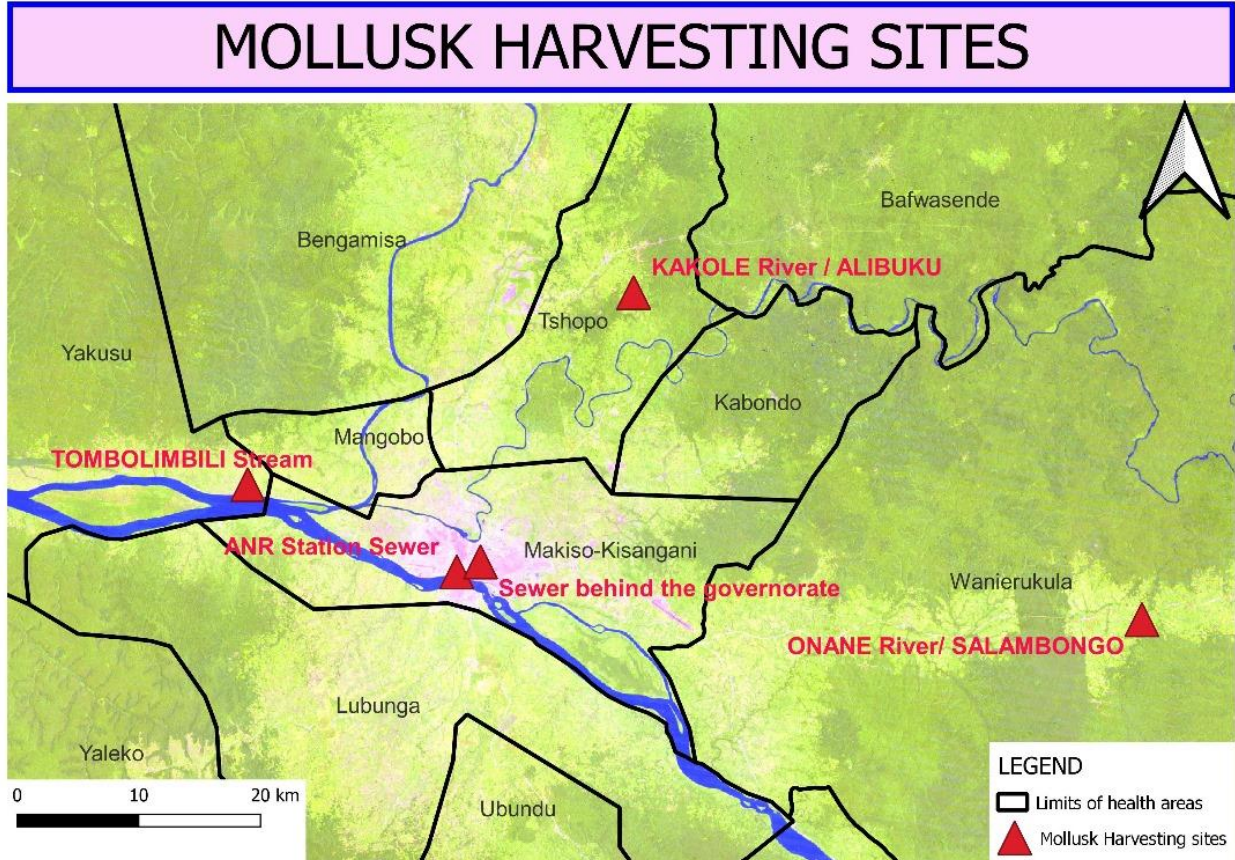 MOLLUSK HARVESTING SITES
Bafwasende
Bengamisa
KAKOLE River / ALIBUKU
Tshopo
Yakusu
Kabondo
Mangobo
TOMBOLIMBILI Stream
ANR Station Sewer
Makiso-Kisangani
Sewer behind the governorate
Wanierukula
ONANE River/ SALAMBONGO
Lubunga
Yaleko
Ubundu
0 10 20 km
LEGEND
Limits of health areas
Mollusk Harvesting sites